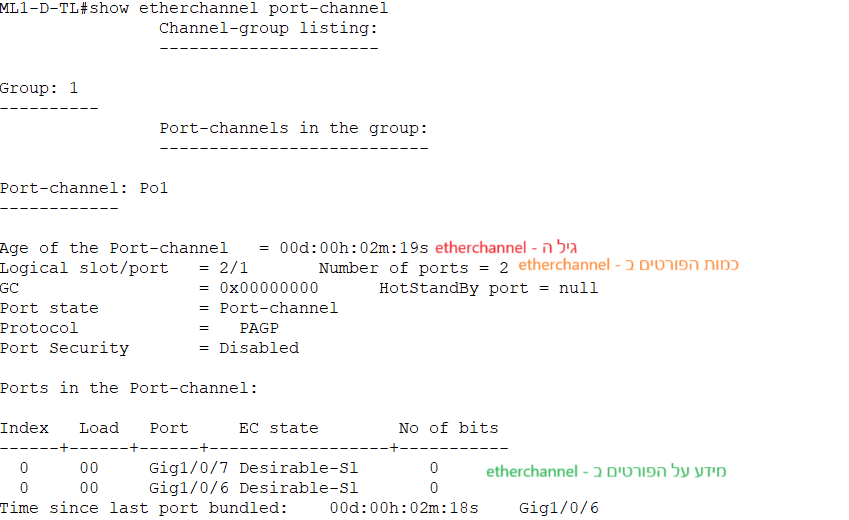 ML1-D-TL#show etherchannel port-channel
Channel-group listing:
----------------------
Group: 1
----------
Port-channels in the group:
---------------------------
Port-channel: Po1
------------
Age of the Port-channel   = 00d:00h:02m:19s גיל ה - etherchannel
Logical slot/port   = 2/1       Number of ports = 2 כמות הפורטים ב - etherchannel
GC                  = 0x00000000      HotStandBy port = null
Port state          = Port-channel
Protocol            =   PAGP
Port Security       = Disabled
Ports in the Port-channel:
Index   Load   Port     EC state        No of bits
------+------+------+------------------+-----------
  0     00     Gig1/0/7 Desirable-Sl       0     מידע על הפורטים ב - etherchannel
  0     00     Gig1/0/6 Desirable-Sl       0
Time since last port bundled:    00d:00h:02m:18s    Gig1/0/6